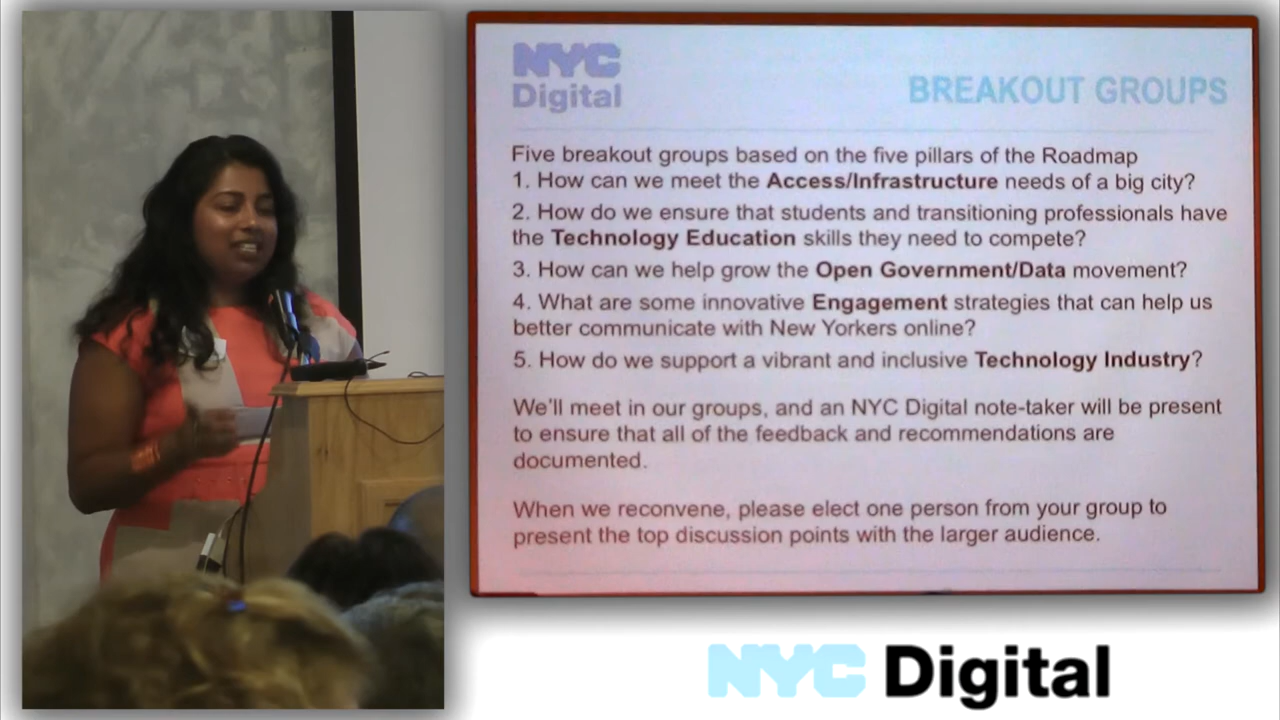 NYC
Digital
BREAKOUT GROUPS
Five breakout groups based on the five pillars of the Roadmap
1. How can we meet the Access/Infrastructure needs of a big city?
2. How do we ensure that students and transitioning professionals have
the Technology Education skills they need to compete?
3. How can we help grow the Open Government/Data movement?
4. What are some innovative Engagement strategies that can help us
better communicate with New Yorkers online?
5. How do we support a vibrant and inclusive Technology Industry?
We'll meet in our groups, and an NYC Digital note-taker will be present
to ensure that all of the feedback and recommendations are
documented.
When we reconvene, please elect one person from your group to
present the top discussion points with the larger audience.
NYC Digital